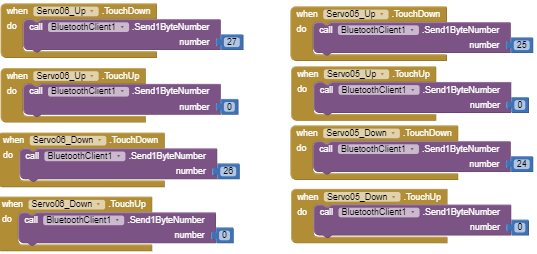 when Servo06_Up .TouchDown
do call BluetoothClient1 .Send1ByteNumber
number 27
when Servo06_Up .TouchUp
do call BluetoothClient1 .Send1ByteNumber
number 0
when Servo06_Down .TouchDown
do call BluetoothClient1 .Send1ByteNumber
number 26
when Servo06_Down .TouchUp
do call BluetoothClient1 .Send1ByteNumber
number 0
when Servo05_Up .TouchDown
do call BluetoothClient1 .Send1ByteNumber
number 25
when Servo05_Up .TouchUp
do call BluetoothClient1 .Send1ByteNumber
number 0
when Servo05_Down .TouchDown
do call BluetoothClient1 .Send1ByteNumber
number 24
when Servo05_Down .TouchUp
do call BluetoothClient1 .Send1ByteNumber
number 0